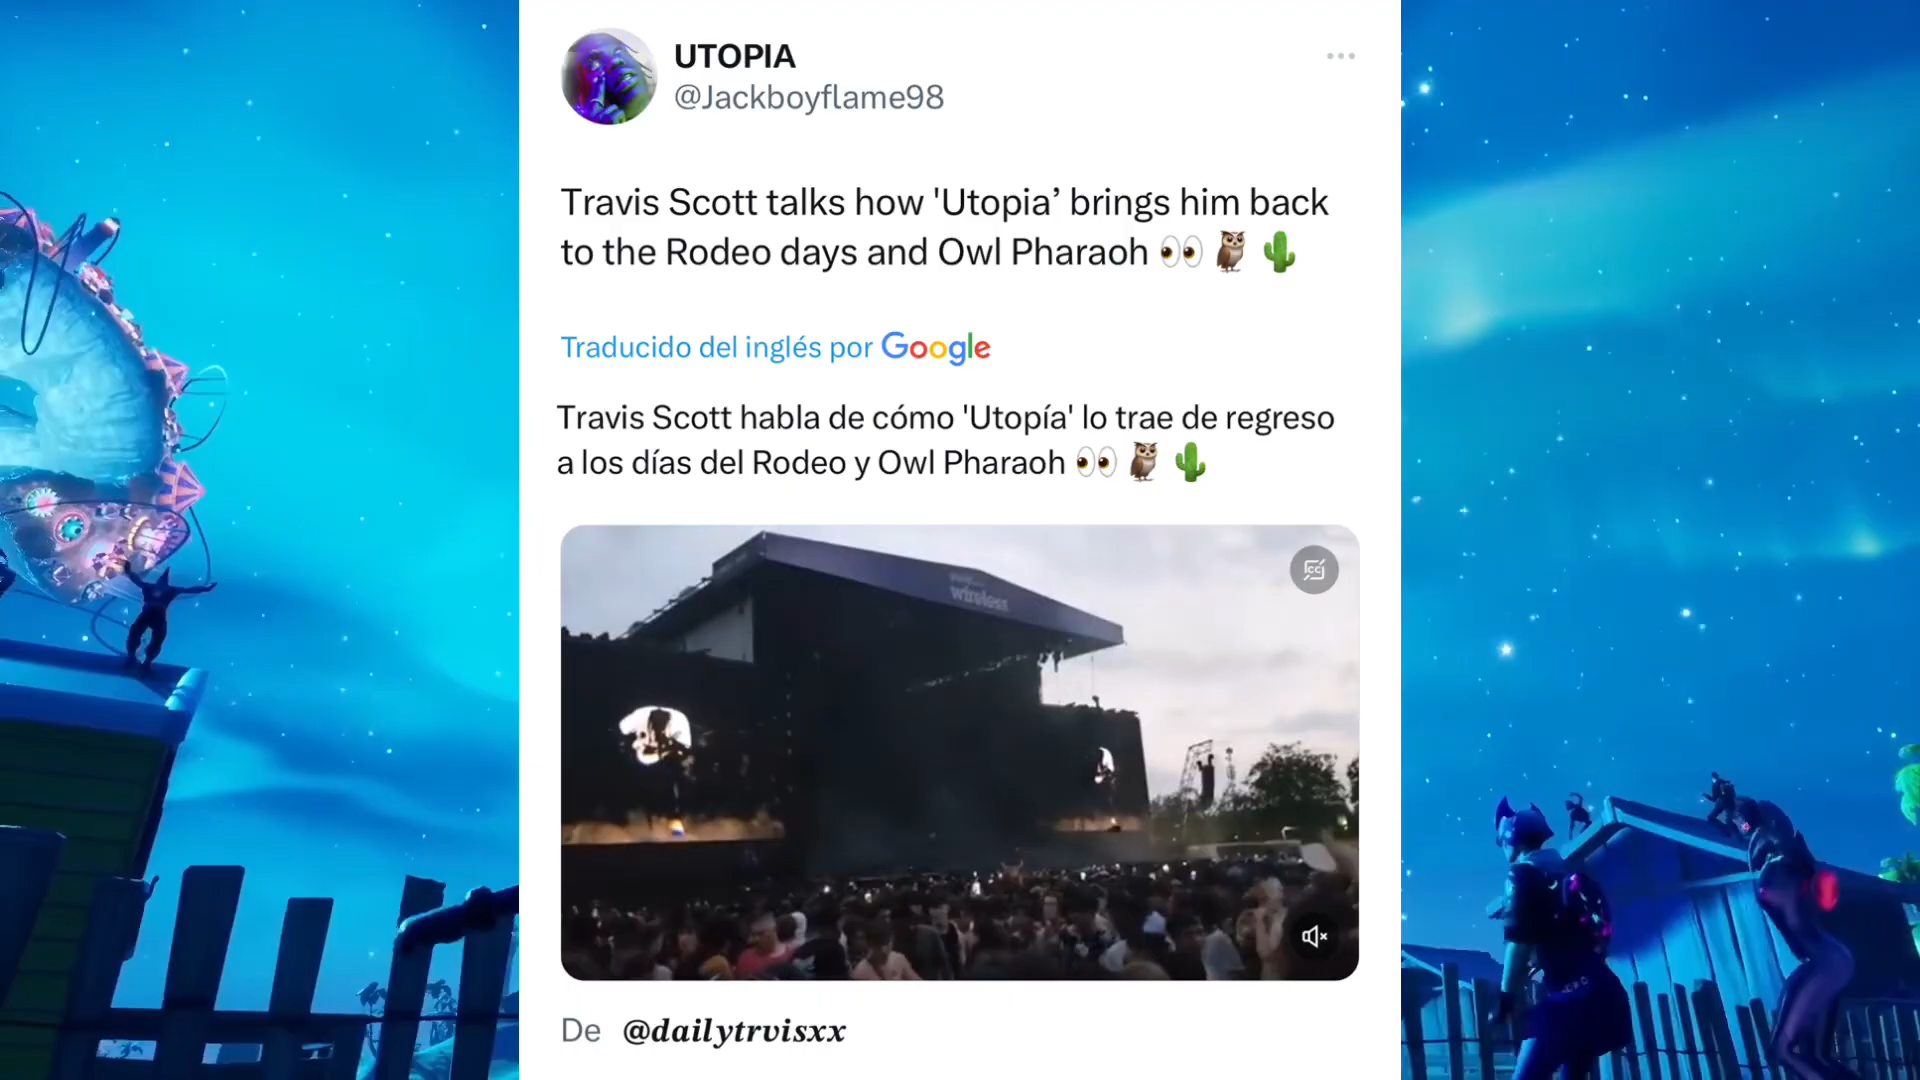 UTOPIA
@Jackboyflame98
Travis Scott talks how 'Utopia’ brings him back
to the Rodeo days and Owl Pharaoh 👀 🦉 🌵
Traducido del inglés por Google
Travis Scott habla de cómo 'Utopía' lo trae de regreso
a los días del Rodeo y Owl Pharaoh 👀 🦉 🌵
wireless
De @dailytrvisxx